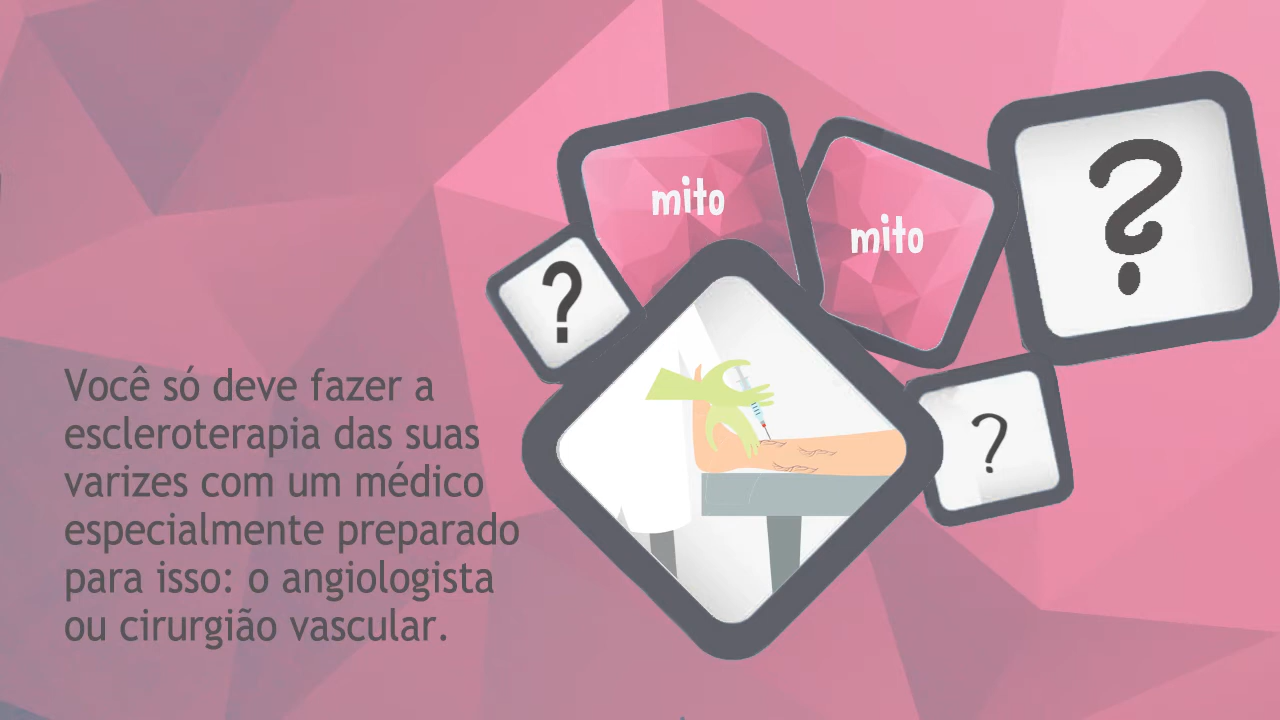 mito
mito
?
?
?
Você só deve fazer a
escleroterapia das suas
varizes com um médico
especialmente preparado
para isso: o angiologista
ou cirurgião vascular.